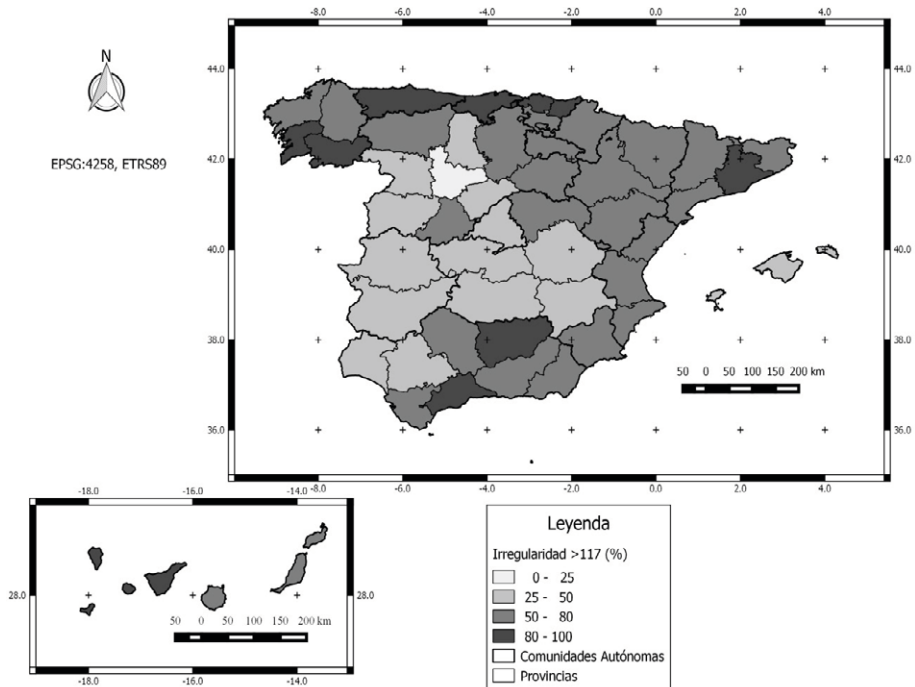 -8.0 -6.0 -4.0 -2.0 0.0 2.0 4.0
N
44.0 44.0
EPSG:4258, ETRS89
42.0 42.0
40.0 40.0
38.0 38.0
50 0 50 100 150 200 km
36.0 36.0
-8.0 -6.0 -4.0 -2.0 0.0 2.0 4.0
-18.0 -16.0 -14.0
28.0 28.0
50 0 50 100 150 200 km
-18.0 -16.0 -14.0
Leyenda
Irregularidad >117 (%)
0 - 25
25 - 50
50 - 80
80 - 100
Comunidades Autónomas
Provincias